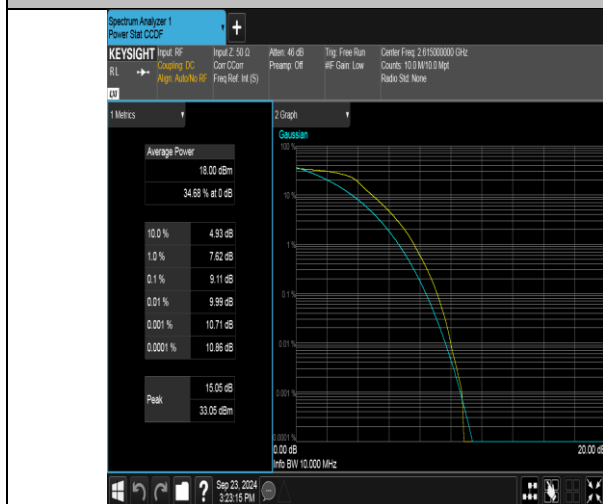 Spectrum Analyzer 1
Power Stat CCDF
+
KEYSIGHT
RL
Input: RF
Coupling: DC
Align: Auto/No RF
Input Z: 50 Ω
Corr CCorr
Freq Ref: Int (S)
Atten: 46 dB
Preamp: Off
Trig: Free Run
#IF Gain: Low
Center Freq: 2.615000000 GHz
Counts: 10.0 M/10.0 Mpt
Radio Std: None
1 Metrics
Average Power
18.00 dBm
34.68 % at 0 dB
10.0 % 4.93 dB
1.0 % 7.62 dB
0.1 % 9.11 dB
0.01 % 9.99 dB
0.001 % 10.71 dB
0.0001 % 10.86 dB
Peak
15.05 dB
33.05 dBm
2 Graph
Gaussian
100 %
10 %
1 %
0.1 %
0.01 %
0.001 %
0.0001 %
0.00 dB
20.00 dB
Info BW 10.000 MHz
?
Sep 23, 2024
3:23:15 PM